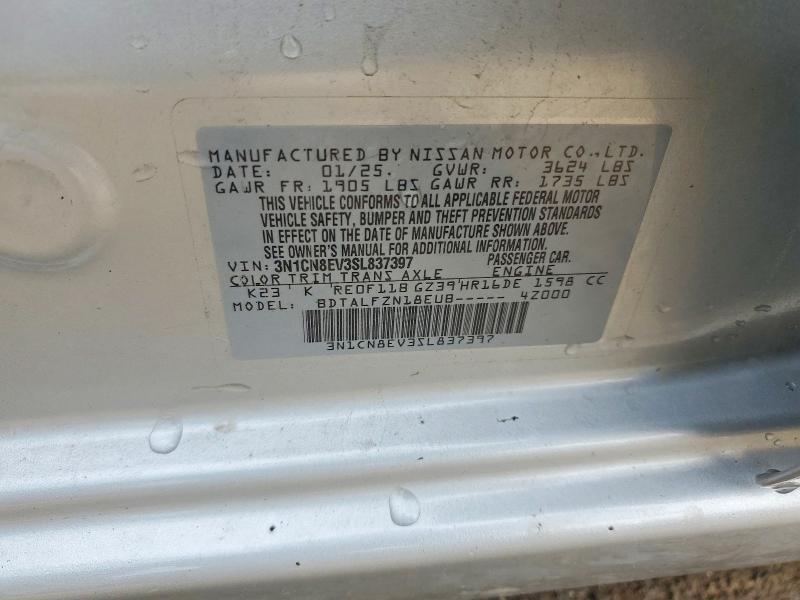 MANUFACTURED BY NISSAN MOTOR CO.,LTD.
DATE: 01/25. GVWR: 3624 LBS
GAWR FR: 1905 LBS GAWR RR: 1735 LBS
THIS VEHICLE CONFORMS TO ALL APPLICABLE FEDERAL MOTOR
VEHICLE SAFETY, BUMPER AND THEFT PREVENTION STANDARDS
IN EFFECT ON THE DATE OF MANUFACTURE SHOWN ABOVE.
SEE OWNER'S MANUAL FOR ADDITIONAL INFORMATION.
VIN: 3N1CN8EV3SL837397 PASSENGER CAR.
COLOR TRIM TRANS AXLE ENGINE
K23 K RE0F11B GZ39 HR16DE 1598 CC
MODEL: BDTALFZN18EUB----- 4Z000
3N1CN8EV3SL837397